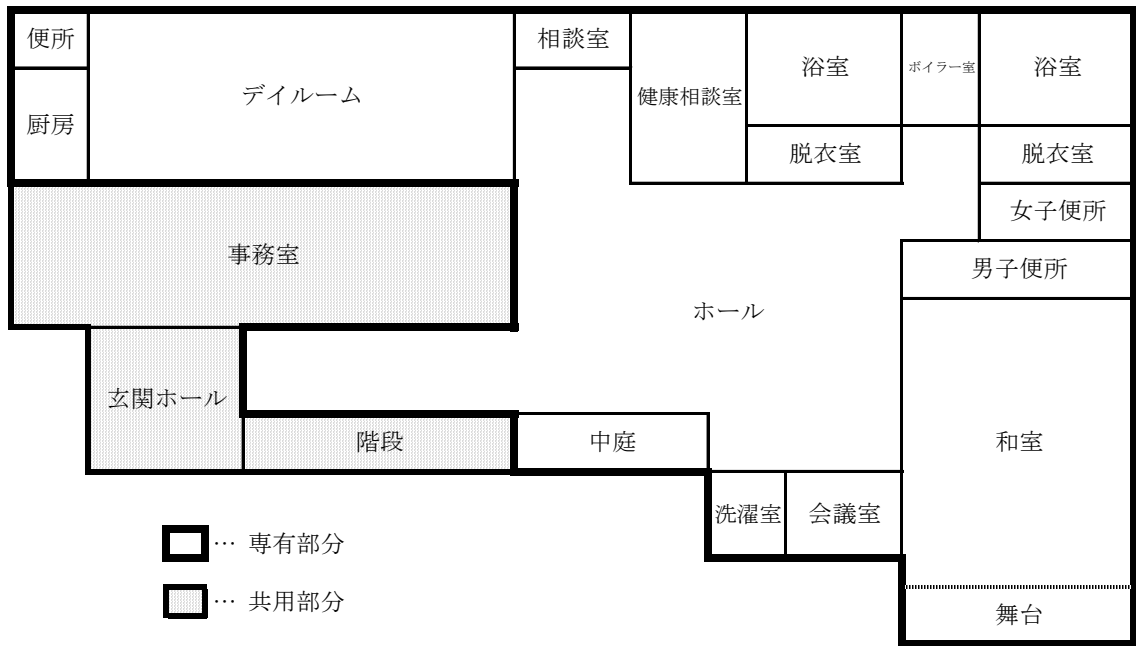 便所
相談室
浴室
ボイラー室
浴室
デイルーム
健康相談室
厨房
脱衣室
脱衣室
女子便所
事務室
男子便所
ホール
玄関ホール
階段
中庭
和室
洗濯室
会議室
… 専有部分
… 共用部分
舞台